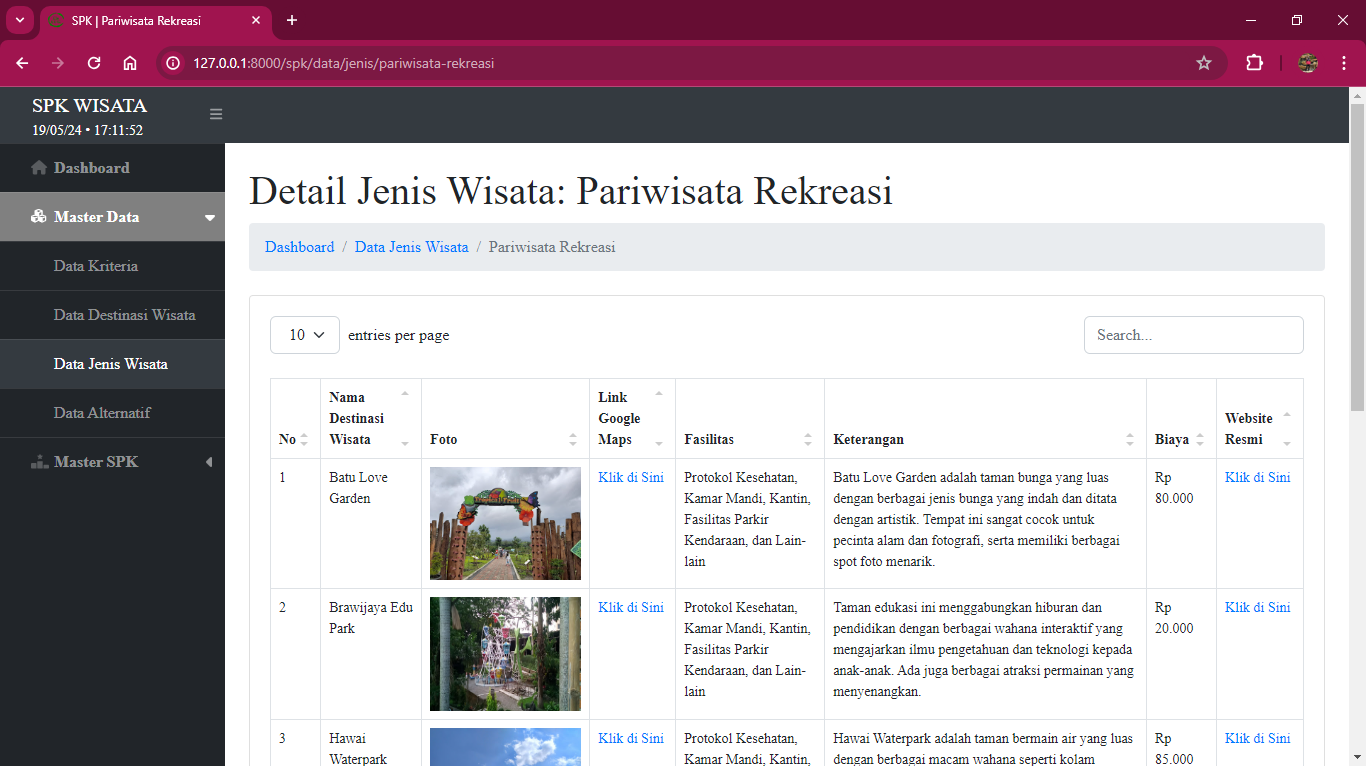 SPK | Pariwisata Rekreasi
127.0.0.1:8000/spk/data/jenis/pariwisata-rekreasi
SPK WISATA
19/05/24 • 17:11:52
Dashboard
Master Data
Data Kriteria
Data Destinasi Wisata
Data Jenis Wisata
Data Alternatif
Master SPK
Detail Jenis Wisata: Pariwisata Rekreasi
Dashboard / Data Jenis Wisata / Pariwisata Rekreasi
10 entries per page
Search...
No
Nama
Destinasi
Wisata
Foto
Link
Google
Maps
Fasilitas
Keterangan
Biaya
Website
Resmi
1
Batu Love
Garden
Klik di Sini
Protokol Kesehatan,
Kamar Mandi, Kantin,
Fasilitas Parkir
Kendaraan, dan Lain-
lain
Batu Love Garden adalah taman bunga yang luas
dengan berbagai jenis bunga yang indah dan ditata
dengan artistik. Tempat ini sangat cocok untuk
pecinta alam dan fotografi, serta memiliki berbagai
spot foto menarik.
Rp
80.000
Klik di Sini
2
Brawijaya Edu
Park
Klik di Sini
Protokol Kesehatan,
Kamar Mandi, Kantin,
Fasilitas Parkir
Kendaraan, dan Lain-
lain
Taman edukasi ini menggabungkan hiburan dan
pendidikan dengan berbagai wahana interaktif yang
mengajarkan ilmu pengetahuan dan teknologi kepada
anak-anak. Ada juga berbagai atraksi permainan yang
menyenangkan.
Rp
20.000
Klik di Sini
3
Hawai
Waterpark
Klik di Sini
Protokol Kesehatan,
Kamar Mandi, Kantin,
Hawai Waterpark adalah taman bermain air yang luas
dengan berbagai macam wahana seperti kolam
Rp
85.000
Klik di Sini